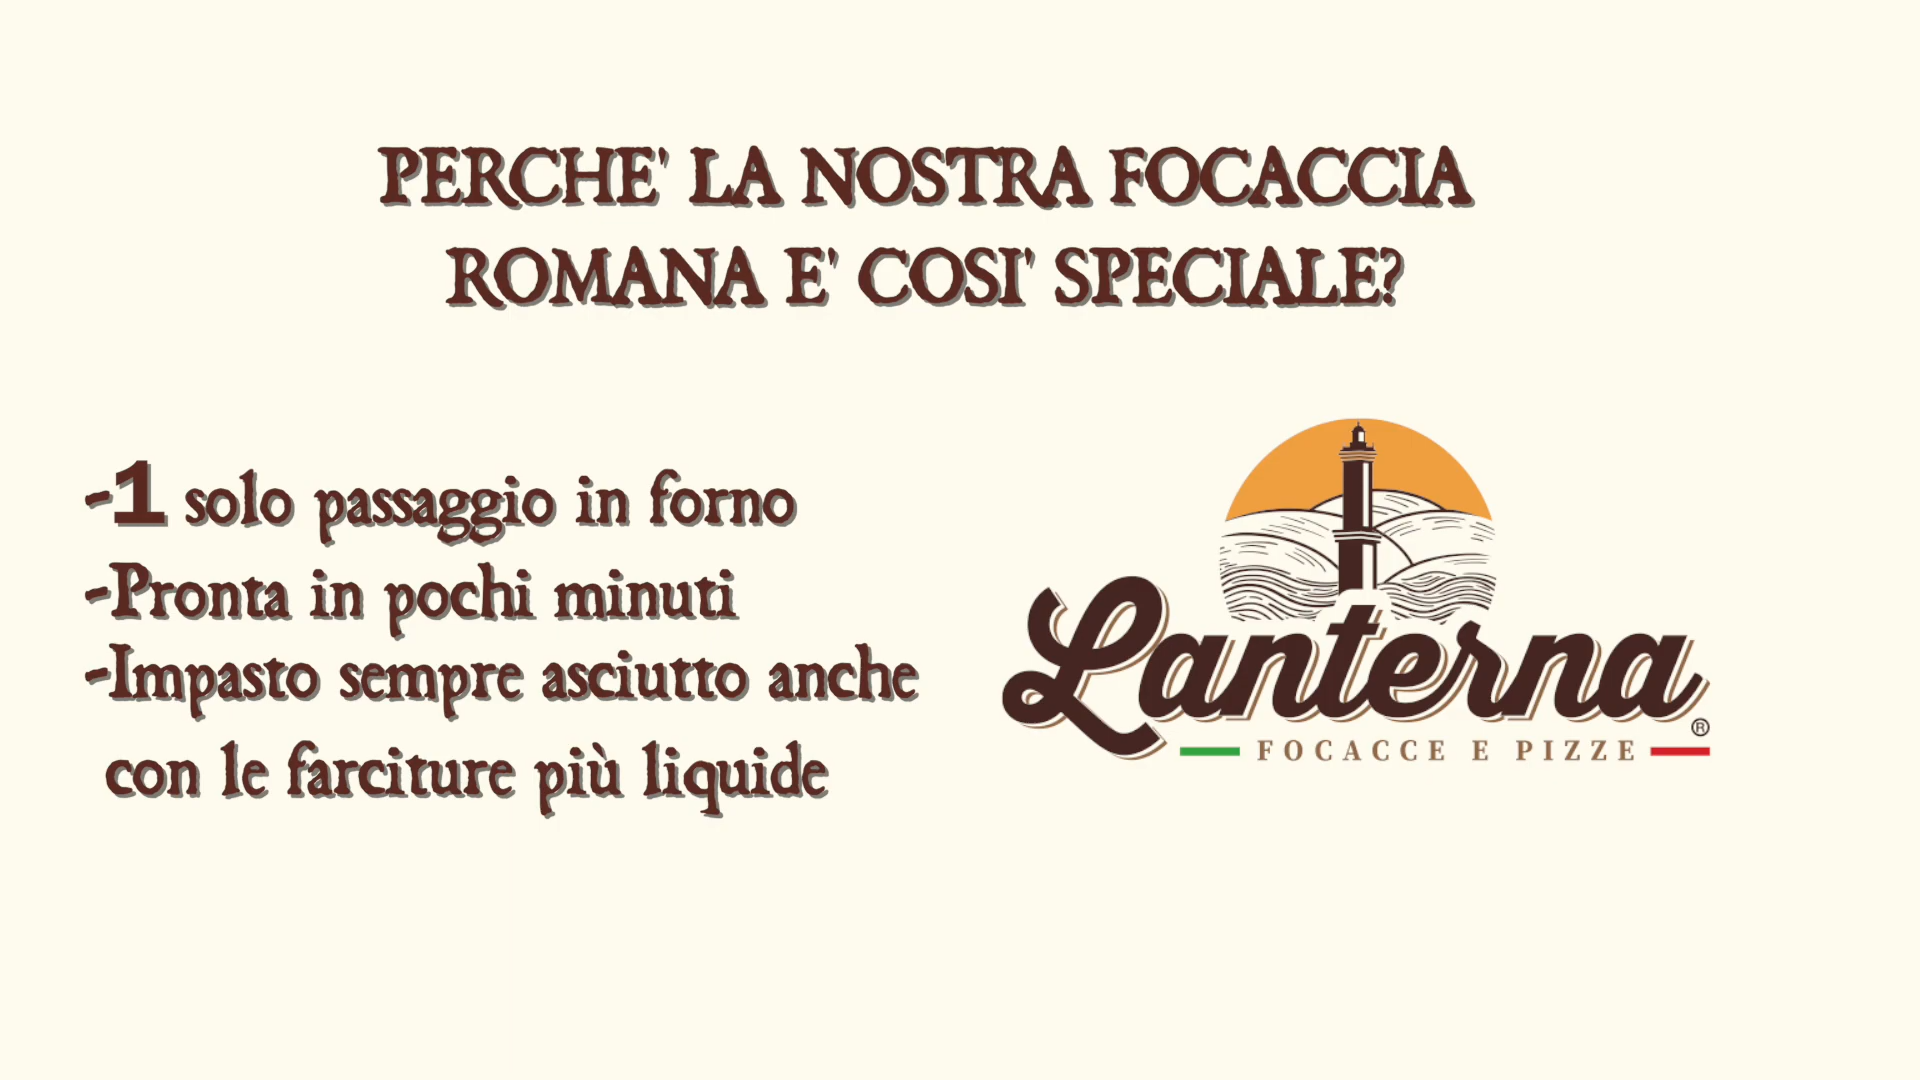 PERCHE' LA NOSTRA FOCACCIA
ROMANA E' COSI' SPECIALE?
-1 solo passaggio in forno
-Pronta in pochi minuti
-Impasto sempre asciutto anche
con le farciture più liquide
Lanterna®
FOCACCE E PIZZE